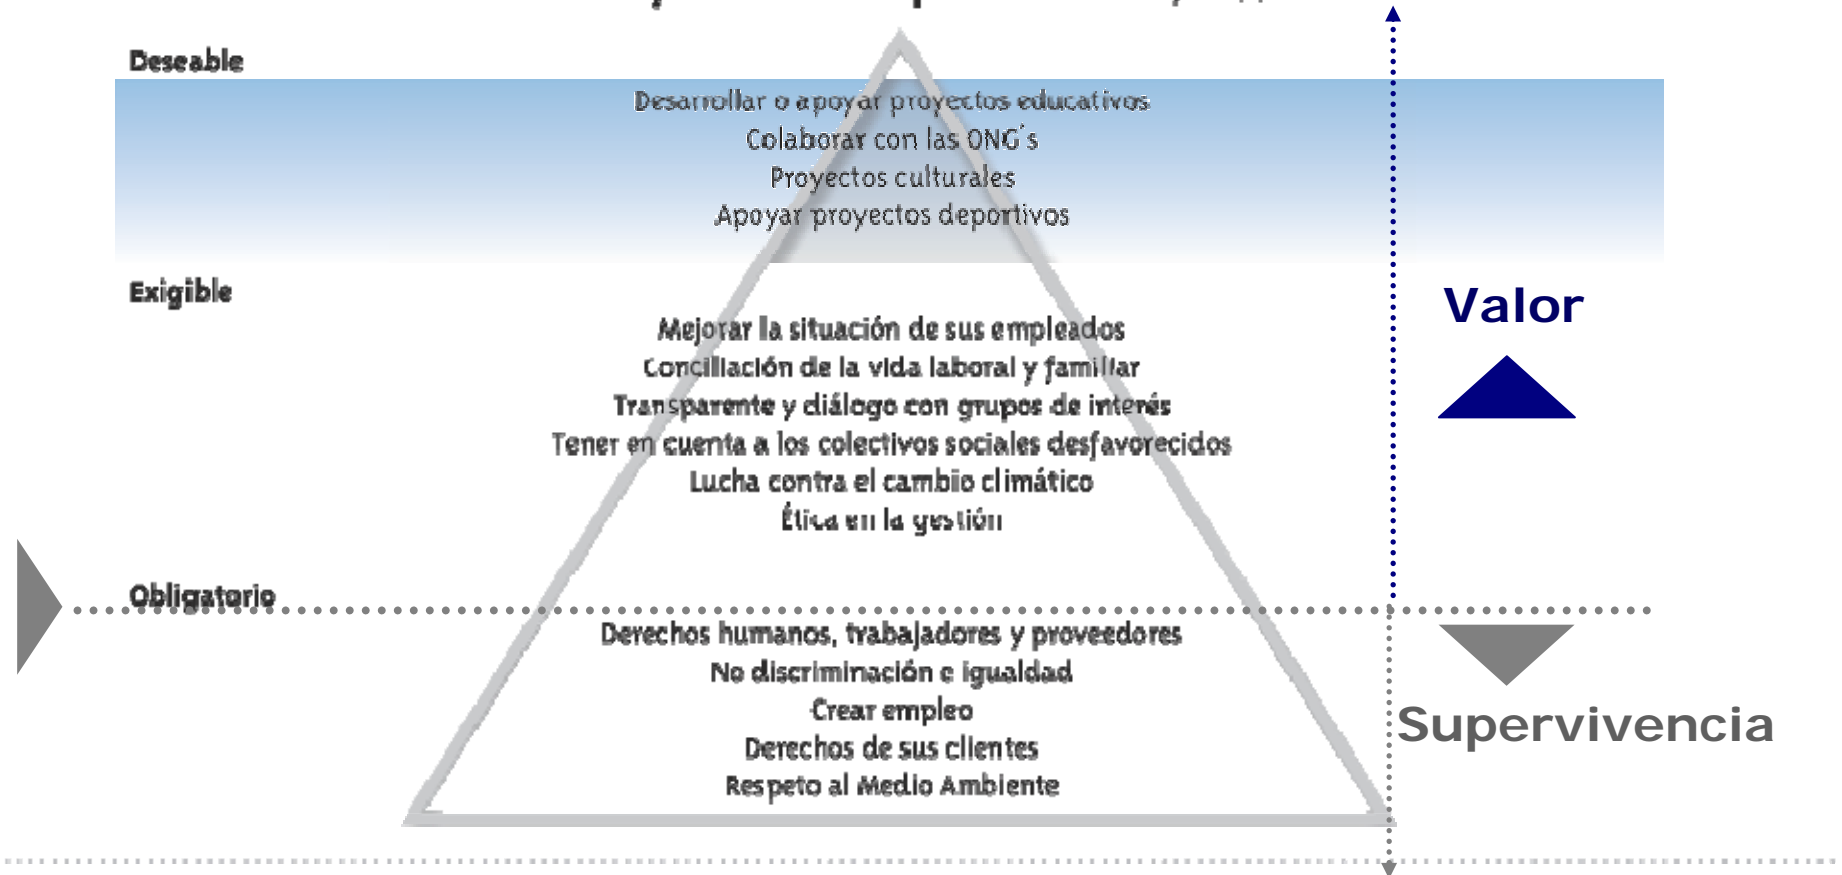 Deseable
Desarrollar o apoyar proyectos educativos
Colaborar con las ONG´s
Proyectos culturales
Apoyar proyectos deportivos
Exigible
Valor
Mejorar la situación de sus empleados
Conciliación de la vida laboral y familiar
Transparente y diálogo con grupos de interés
Tener en cuenta a los colectivos sociales desfavorecidos
Lucha contra el cambio climático
Ética en la gestión
Obligatorio
Derechos humanos, trabajadores y proveedores
No discriminación e igualdad
Crear empleo
Supervivencia
Derechos de sus clientes
Respeto al Medio Ambiente